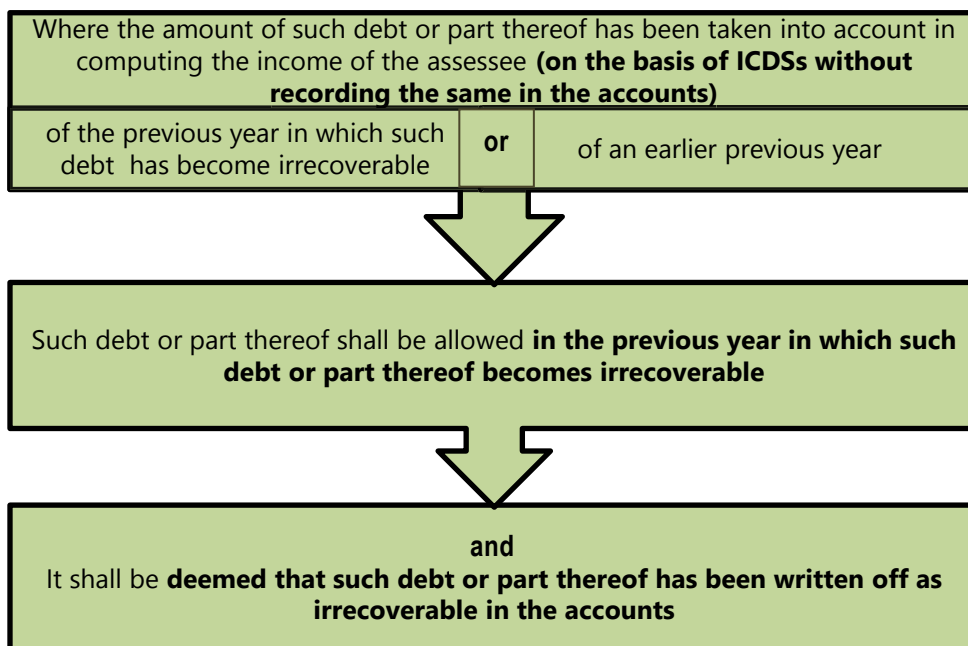 Where the amount of such debt or part thereof has been taken into account in
computing the income of the assessee (on the basis of ICDSs without
recording the same in the accounts)
of the previous year in which such
debt has become irrecoverable
or
of an earlier previous year
Such debt or part thereof shall be allowed in the previous year in which such
debt or part thereof becomes irrecoverable
and
It shall be deemed that such debt or part thereof has been written off as
irrecoverable in the accounts